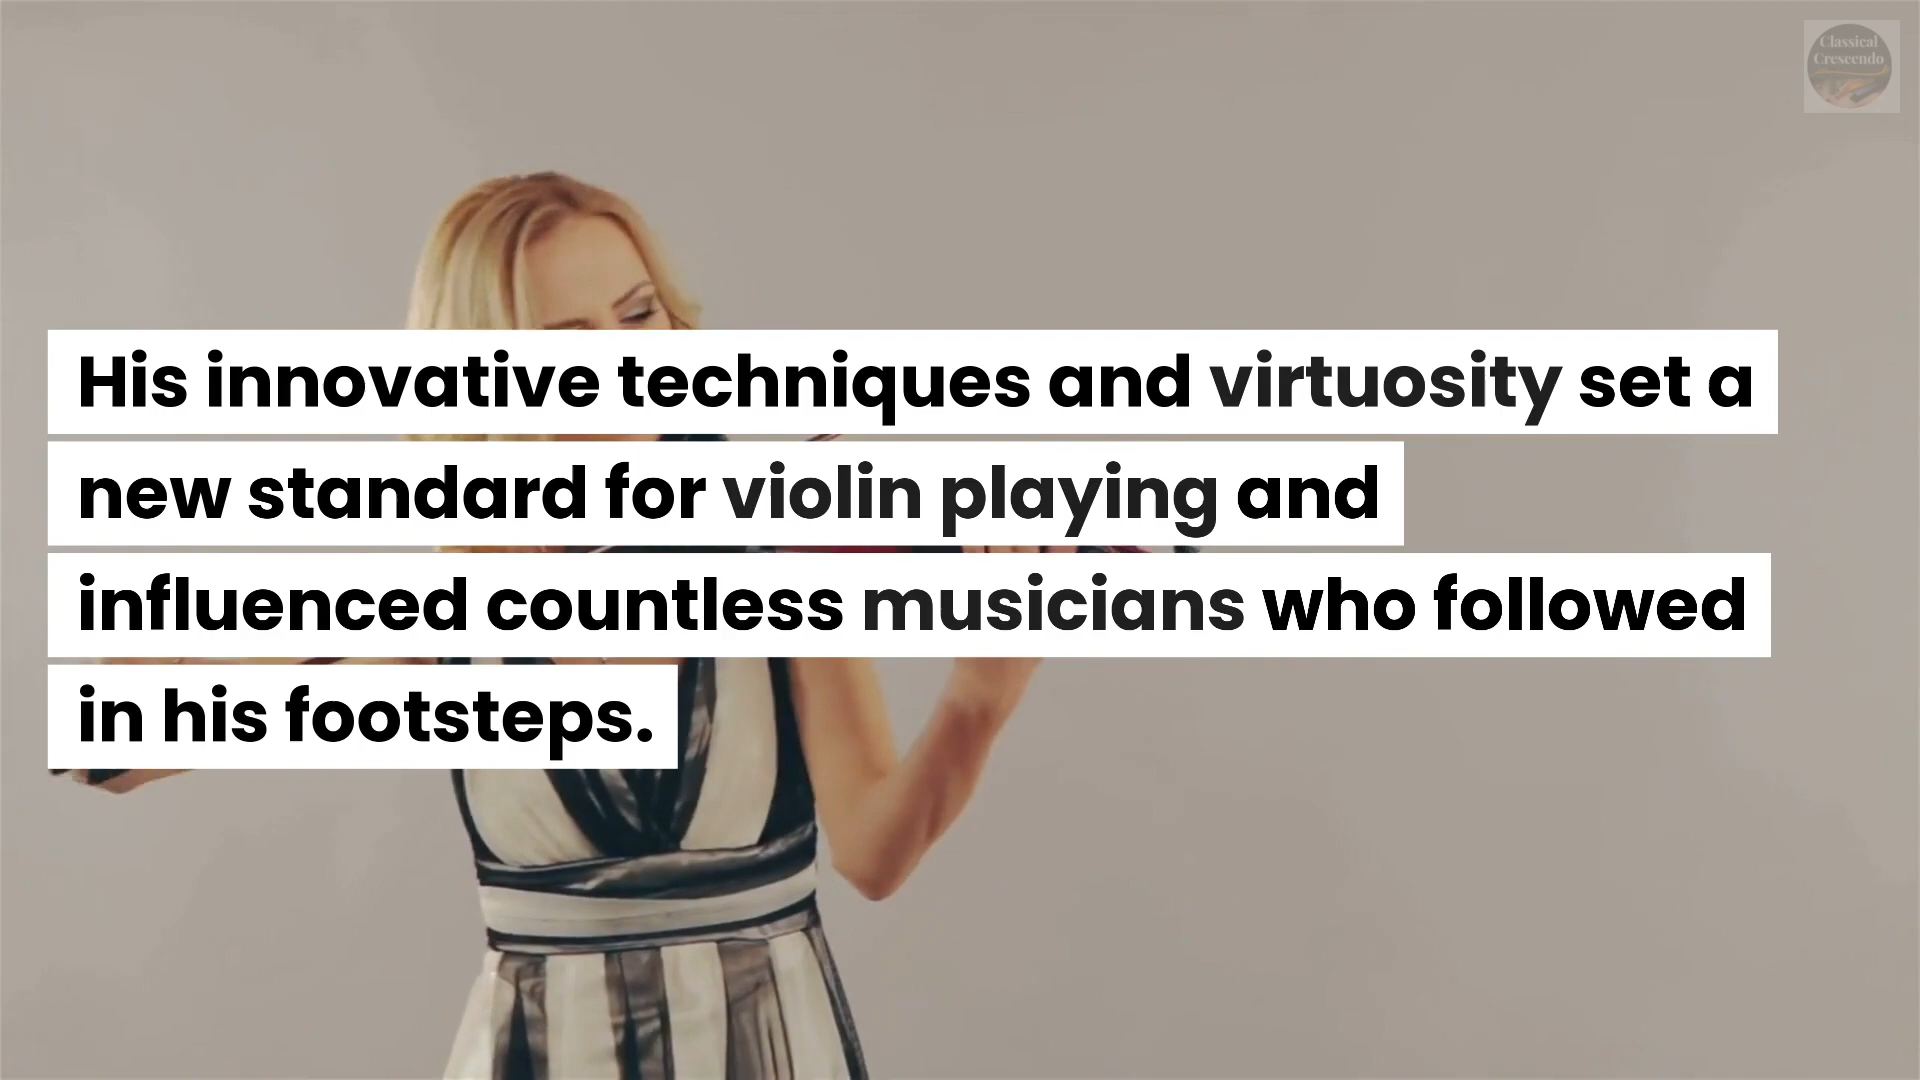 Classical
Crescendo
His innovative techniques and virtuosity set a
new standard for violin playing and
influenced countless musicians who followed
in his footsteps.